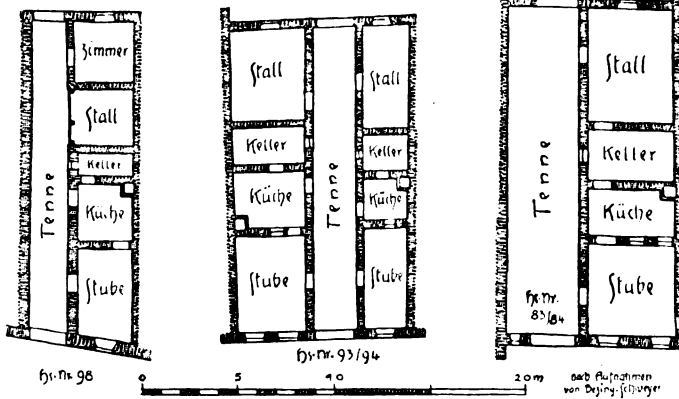 Zimmer
Stall
Keller
Küche
Stube
Tenne
Hs. Nr. 98
Stall
Keller
Küche
Stube
Tenne
Stall
Keller
Küche
Stube
Hs. Nr. 93/94
Tenne
Hs. Nr.
83/84
Stall
Keller
Küche
Stube
0 5 10 20 m
nach Aufnahmen
von